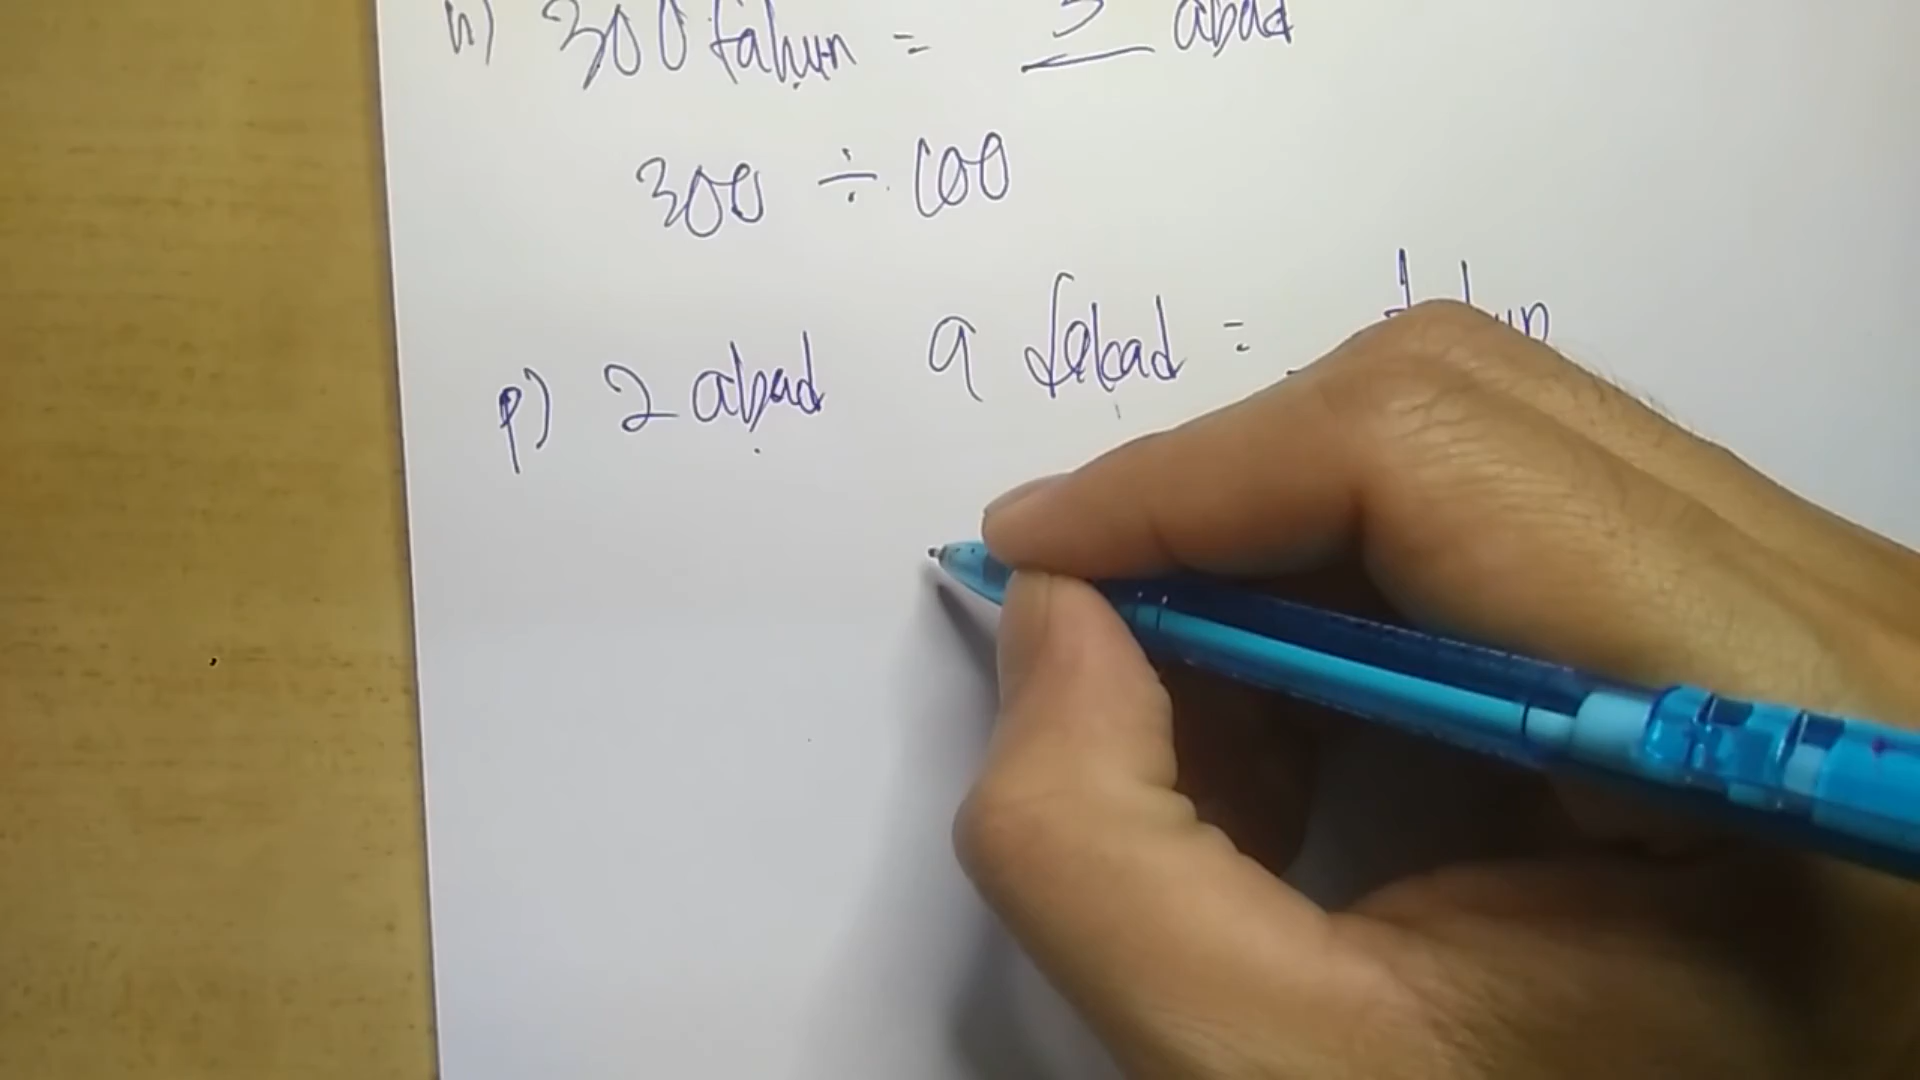 n) 300 tahun = 3 abad
300 ÷ 100
p) 2 abad 9 dekad =